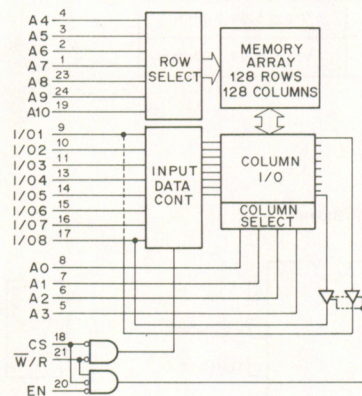 A4 4
A5 3
A6 2
A7 1
A8 23
A9 24
A10 19
ROW
SELECT
MEMORY
ARRAY
128 ROWS
128 COLUMNS
I/O1 9
I/O2 10
I/O3 11
I/O4 13
I/O5 14
I/O6 15
I/O7 16
I/O8 17
INPUT
DATA
CONT
COLUMN
I/O
COLUMN
SELECT
A0 8
A1 7
A2 6
A3 5
CS 18
W/R 21
EN 20